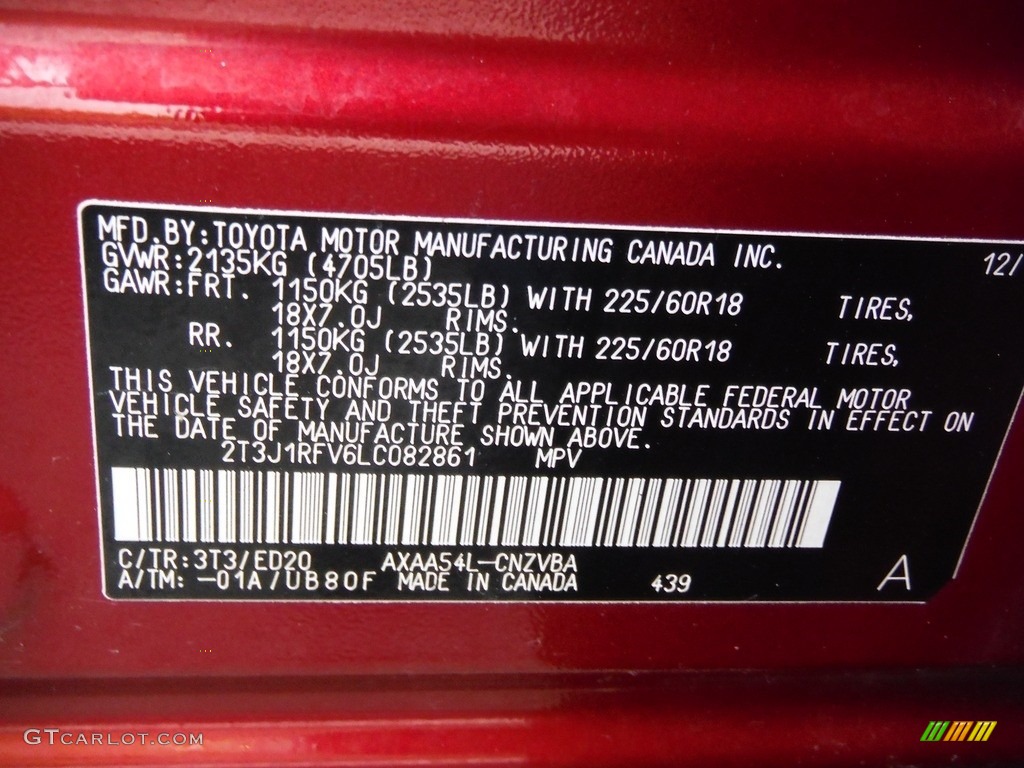 MFD.BY:TOYOTA MOTOR MANUFACTURING CANADA INC. 12/
GVWR:2135KG (4705LB)
GAWR:FRT. 1150KG (2535LB) WITH 225/60R18 TIRES,
18X7.0J RIMS.
RR. 1150KG (2535LB) WITH 225/60R18 TIRES,
18X7.0J RIMS.
THIS VEHICLE CONFORMS TO ALL APPLICABLE FEDERAL MOTOR
VEHICLE SAFETY AND THEFT PREVENTION STANDARDS IN EFFECT ON
THE DATE OF MANUFACTURE SHOWN ABOVE.
2T3J1RFV6LC082861 MPV
C/TR:3T3/ED20 AXAA54L-CNZVBA
A/TM: -01A/UB80F MADE IN CANADA 439 A
GTCARLOT.COM